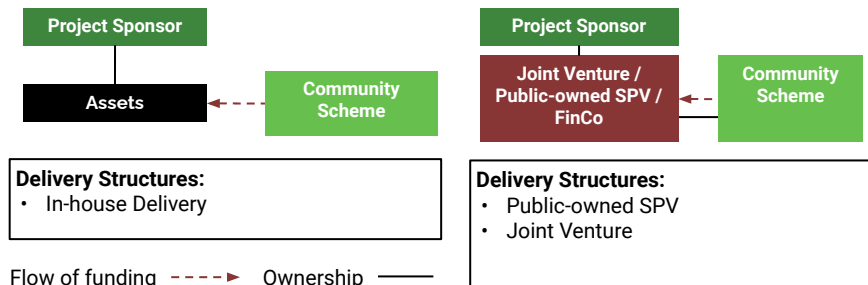 Project Sponsor
Assets
Community
Scheme
Delivery Structures:
• In-house Delivery
Flow of funding
Ownership
Project Sponsor
Joint Venture /
Public-owned SPV /
FinCo
Community
Scheme
Delivery Structures:
• Public-owned SPV
• Joint Venture